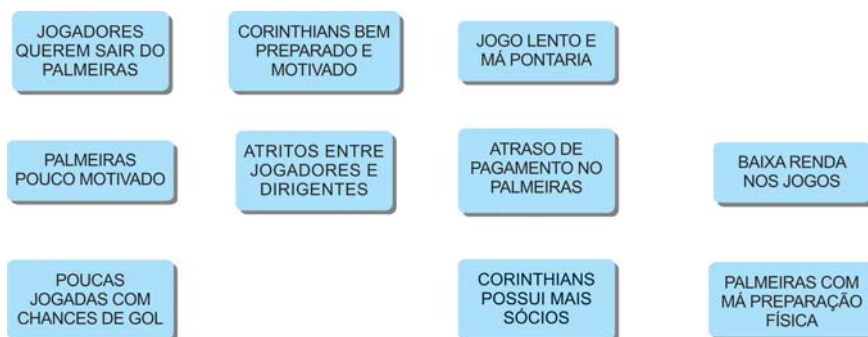 JOGADORES
QUEREM SAIR DO
PALMEIRAS
CORINTHIANS BEM
PREPARADO E
MOTIVADO
JOGO LENTO E
MÁ PONTARIA
PALMEIRAS
POUCO MOTIVADO
ATRITOS ENTRE
JOGADORES E
DIRIGENTES
ATRASO DE
PAGAMENTO NO
PALMEIRAS
BAIXA RENDA
NOS JOGOS
POUCAS
JOGADAS COM
CHANCES DE GOL
CORINTHIANS
POSSUI MAIS
SÓCIOS
PALMEIRAS COM
MÁ PREPARAÇÃO
FÍSICA